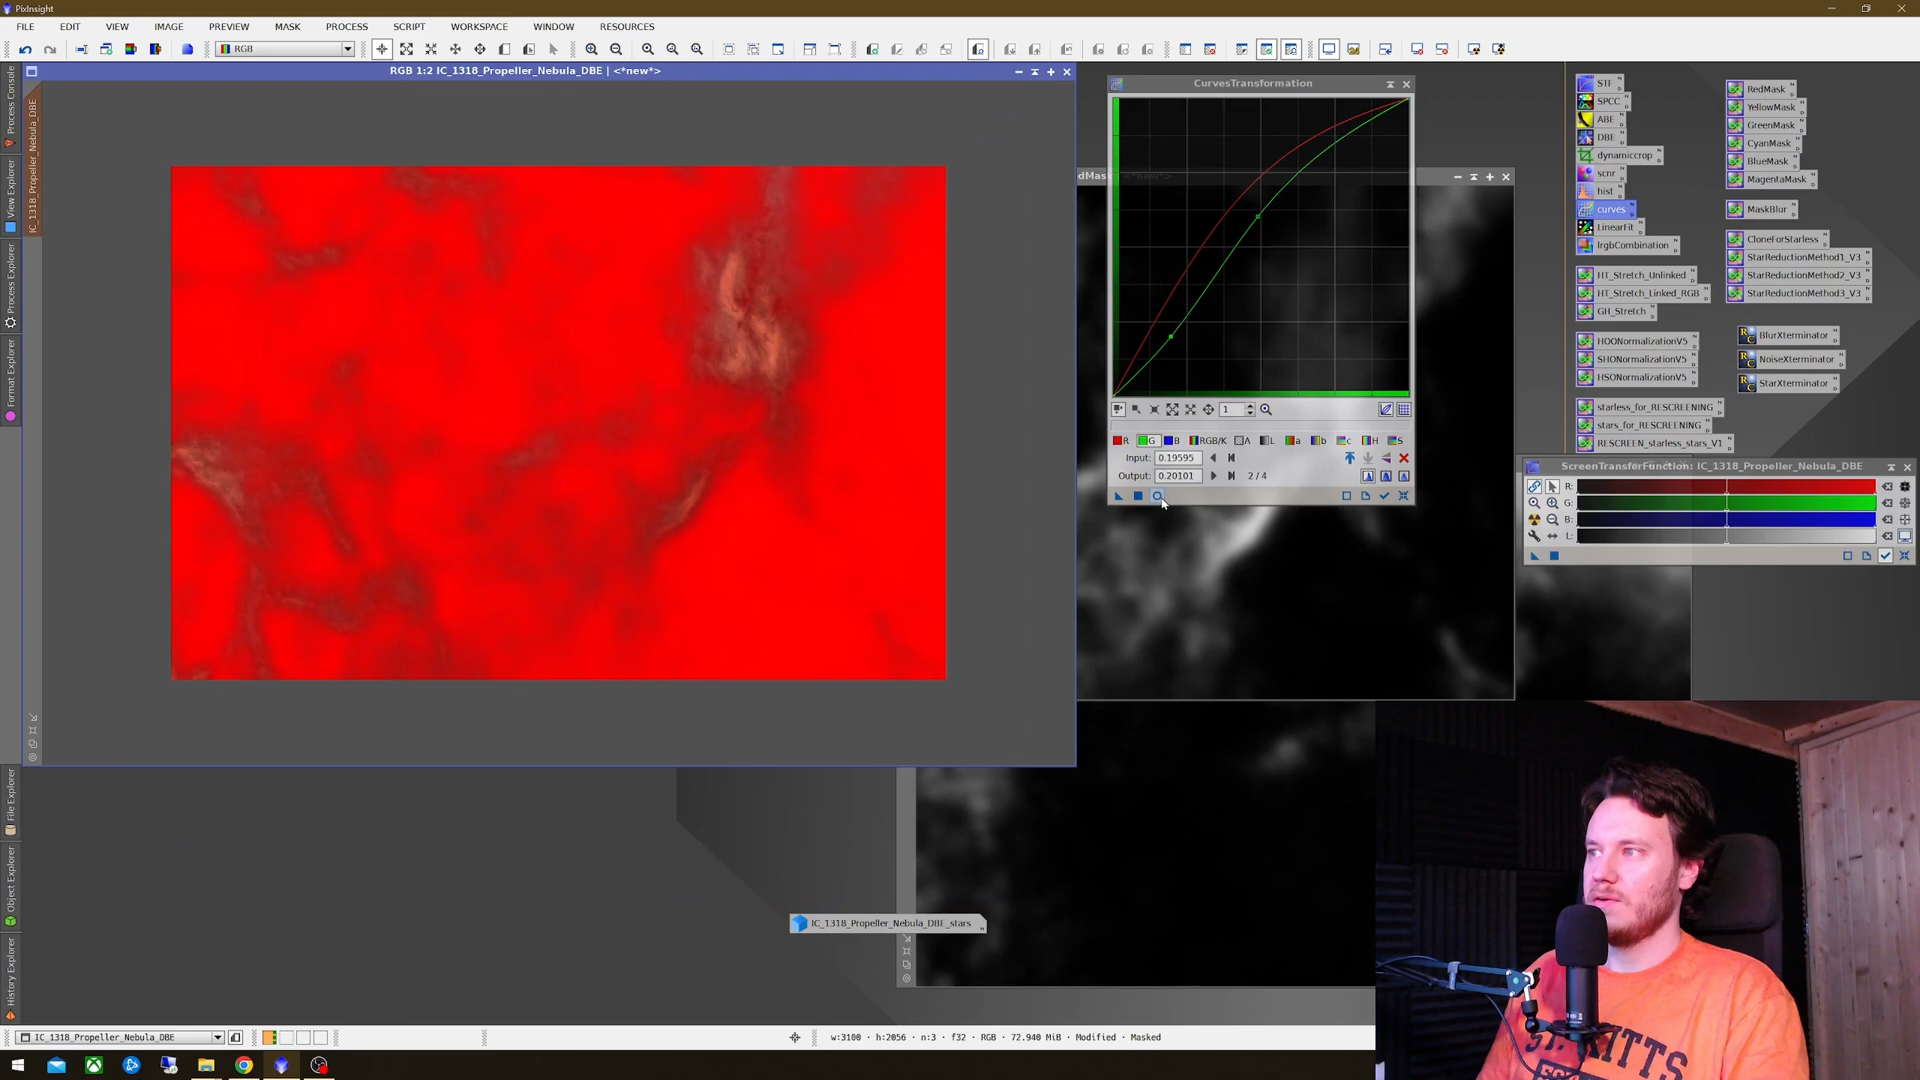 PixInsight
FILE EDIT VIEW IMAGE PREVIEW MASK PROCESS SCRIPT WORKSPACE WINDOW RESOURCES
RGB
RGB 1:2 IC_1318_Propeller_Nebula_DBE | <*new*>
IC_1318_Propeller_Nebula_DBE
Process Console
View Explorer
Process Explorer
Format Explorer
File Explorer
Object Explorer
History Explorer
CurvesTransformation
<*new*>
1
R G B RGB/K A L a b c H S
Input: 0.19595
Output: 0.20101 2 / 4
STF
SPCC
ABE
DBE
dynamiccrop
scnr
hist
curves
LinearFit
lrgbCombination
HT_Stretch_Unlinked
HT_Stretch_Linked_RGB
GH_Stretch
HOONormalizationV5
SHONormalizationV5
HSONormalizationV5
starless_for_RESCREENING
stars_for_RESCREENING
RESCREEN_starless_stars_V1
RedMask
YellowMask
GreenMask
CyanMask
BlueMask
MagentaMask
MaskBlur
CloneForStarless
StarReductionMethod1_V3
StarReductionMethod2_V3
StarReductionMethod3_V3
BlurXterminator
NoiseXterminator
StarXterminator
ScreenTransferFunction: IC_1318_Propeller_Nebula_DBE
R:
G:
B:
L:
IC_1318_Propeller_Nebula_DBE_stars
IC_1318_Propeller_Nebula_DBE
w:3100 · h:2056 · n:3 · f32 · RGB · 72.940 MiB · Modified · Masked